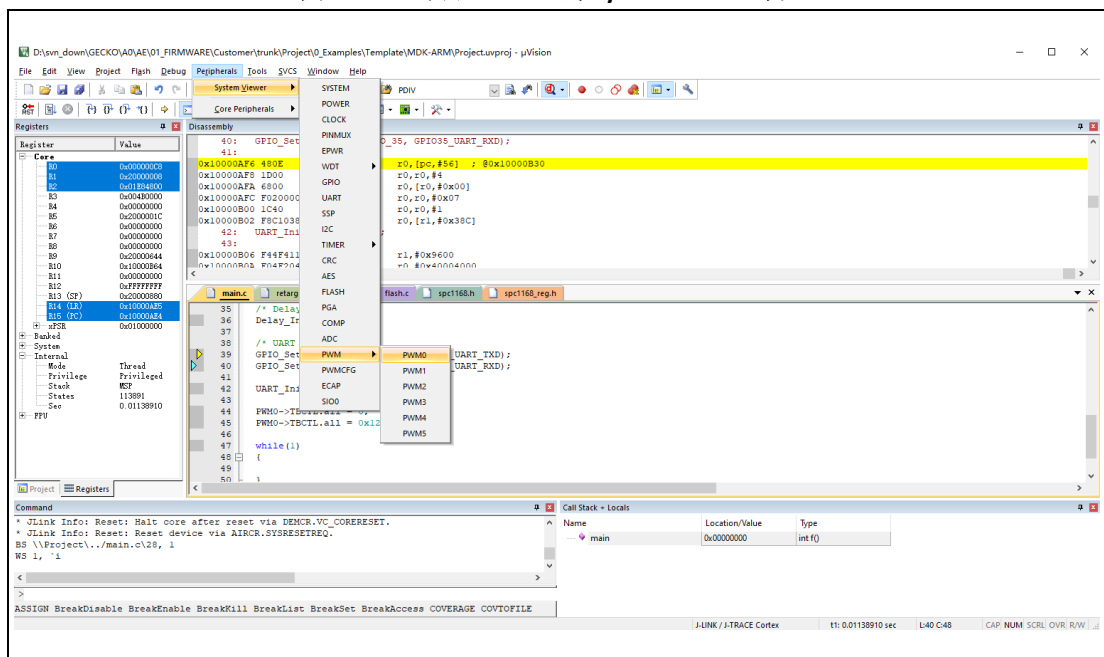 D:\svn_down\GECKO\A0\AE\01_FIRMWARE\Customer\trunk\Project\0_Examples\Template\MDK-ARM\Project.uvproj - µVision
File Edit View Project Flash Debug Peripherals Tools SVCS Window Help
PDIV
System Viewer
Core Peripherals
SYSTEM
POWER
CLOCK
PINMUX
EPWR
WDT
GPIO
UART
SSP
I2C
TIMER
CRC
AES
FLASH
PGA
COMP
ADC
PWM
PWMCFG
ECAP
SIO0
PWM0
PWM1
PWM2
PWM3
PWM4
PWM5
Registers
Register Value
Core
R0 0x000000C8
R1 0x20000008
R2 0x01E84800
R3 0x004B0000
R4 0x00000000
R5 0x2000001C
R6 0x00000000
R7 0x00000000
R8 0x00000000
R9 0x20000644
R10 0x10000B64
R11 0x00000000
R12 0xFFFFFFFF
R13 (SP) 0x20000880
R14 (LR) 0x10000AE5
R15 (PC) 0x10000AE4
xPSR 0x01000000
Banked
System
Internal
Mode Thread
Privilege Privileged
Stack MSP
States 113891
Sec 0.01138910
FPU
Project Registers
Disassembly
40: GPIO_Set O_35, GPIO35_UART_RXD);
41:
0x10000AF6 480E r0,[pc,#56] ; @0x10000B30
0x10000AF8 1D00 r0,r0,#4
0x10000AFA 6800 r0,[r0,#0x00]
0x10000AFC F020000 r0,r0,#0x07
0x10000B00 1C40 r0,r0,#1
0x10000B02 F8C1038 r0,[r1,#0x38C]
42: UART_Ini ;
43:
0x10000B06 F44F411 r1,#0x9600
0x10000B0A F04F204 r0,#0x40004000
main.c retarg flash.c spc1168.h spc1168_reg.h
35 /* Delay
36 Delay_In
37
38 /* UART
39 GPIO_Set UART_TXD);
40 GPIO_Set UART_RXD);
41
42 UART_Ini
43
44 PWM0->TBCTL.all = 0;
45 PWM0->TBCTL.all = 0x12
46
47 while(1)
48 {
49
50 }
Command
* JLink Info: Reset: Halt core after reset via DEMCR.VC_CORERESET.
* JLink Info: Reset: Reset device via AIRCR.SYSRESETREQ.
BS \\Project\../main.c\28, 1
WS 1, `i
>
ASSIGN BreakDisable BreakEnable BreakKill BreakList BreakSet BreakAccess COVERAGE COVTOFILE
Call Stack + Locals
Name Location/Value Type
main 0x00000000 int f()
J-LINK / J-TRACE Cortex t1: 0.01138910 sec L:40 C:48 CAP NUM SCRL OVR R/W